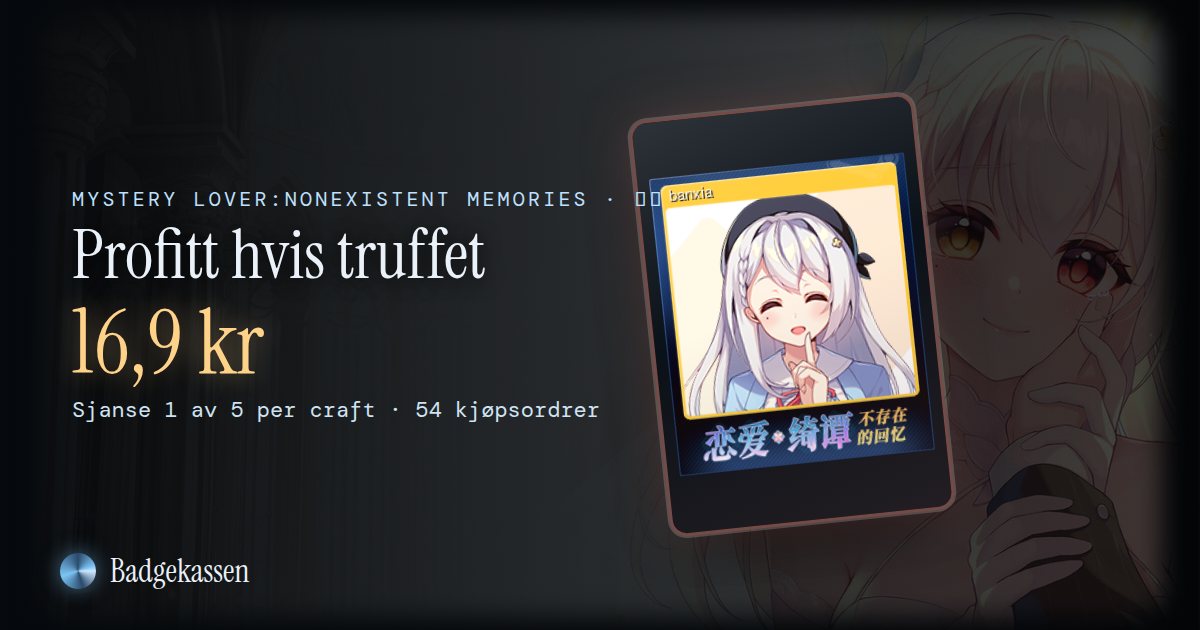 MYSTERY LOVER:NONEXISTENT MEMORIES · 
Profitt hvis truffet
16,9 kr
Sjanse 1 av 5 per craft · 54 kjøpsordrer
banxia
恋爱绮谭
不存在
的回忆
Badgekassen